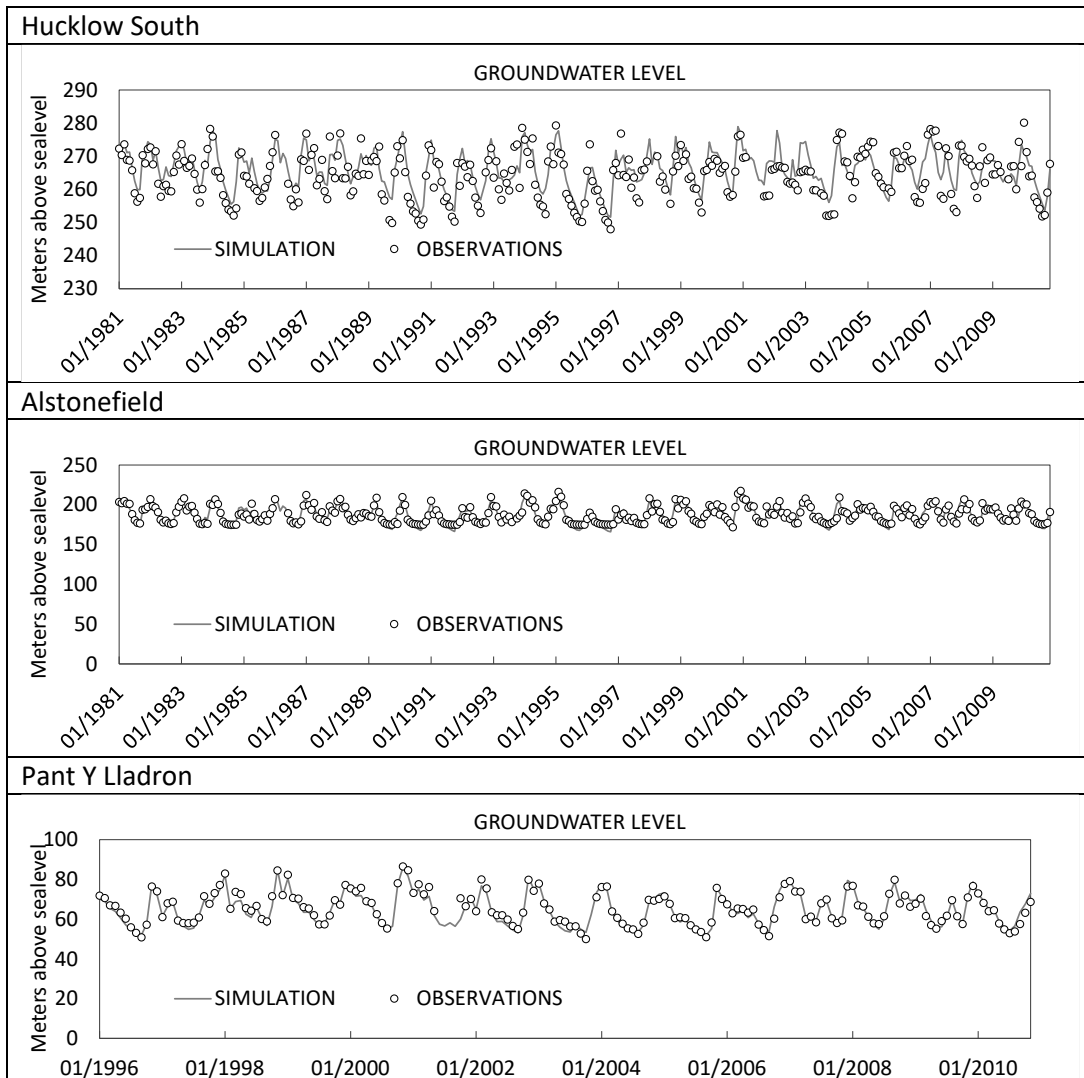 Hucklow South
GROUNDWATER LEVEL
Meters above sealevel
290
280
270
260
250
240
230
SIMULATION OBSERVATIONS
01/1981 01/1983 01/1985 01/1987 01/1989 01/1991 01/1993 01/1995 01/1997 01/1999 01/2001 01/2003 01/2005 01/2007 01/2009
Alstonefield
GROUNDWATER LEVEL
Meters above sealevel
250
200
150
100
50
0
SIMULATION OBSERVATIONS
01/1981 01/1983 01/1985 01/1987 01/1989 01/1991 01/1993 01/1995 01/1997 01/1999 01/2001 01/2003 01/2005 01/2007 01/2009
Pant Y Lladron
GROUNDWATER LEVEL
Meters above sealevel
100
80
60
40
20
0
SIMULATION OBSERVATIONS
01/1996 01/1998 01/2000 01/2002 01/2004 01/2006 01/2008 01/2010